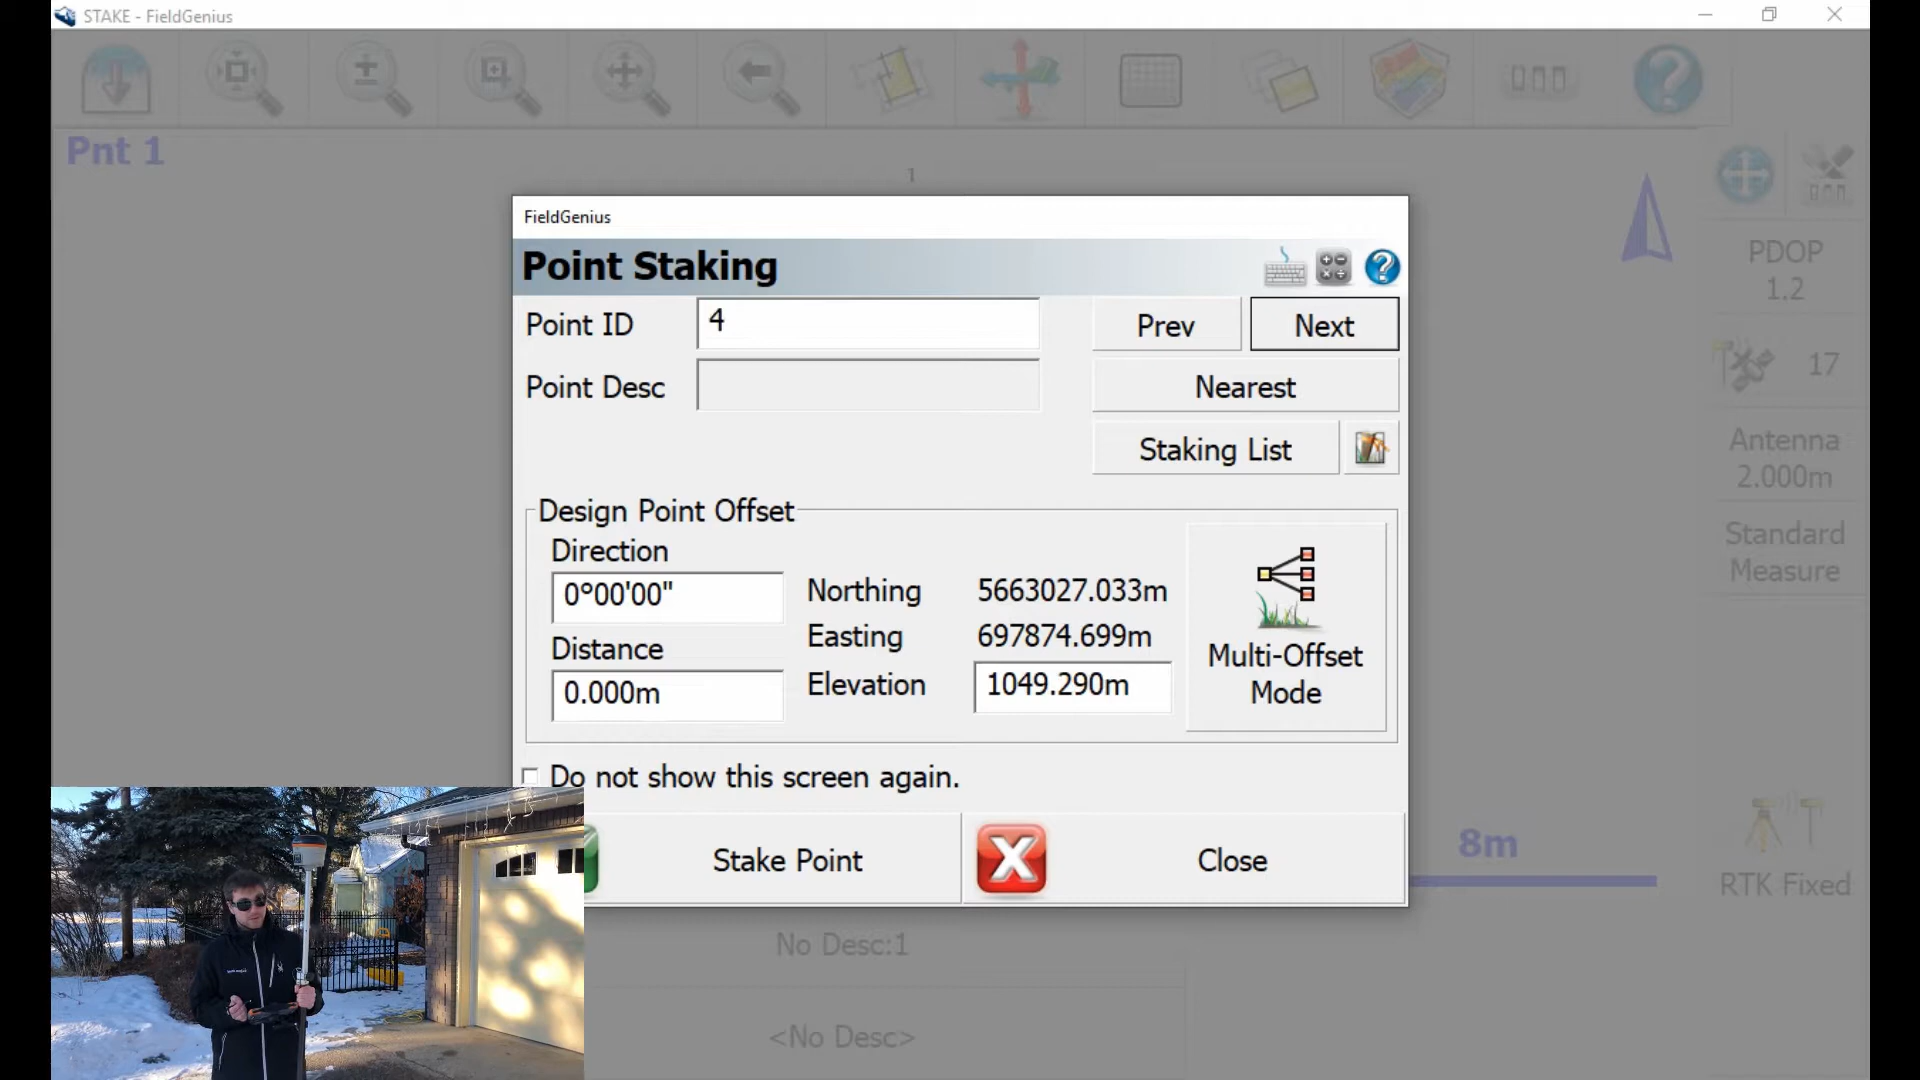 STAKE - FieldGenius
Pnt 1
1
FieldGenius
Point Staking
Point ID
4
Prev
Next
Point Desc
Nearest
Staking List
Design Point Offset
Direction
0°00'00"
Northing
5663027.033m
Easting
697874.699m
Distance
0.000m
Elevation
1049.290m
Multi-Offset
Mode
Do not show this screen again.
Stake Point
Close
PDOP
1.2
17
Antenna
2.000m
Standard
Measure
8m
RTK Fixed
No Desc:1
<No Desc>